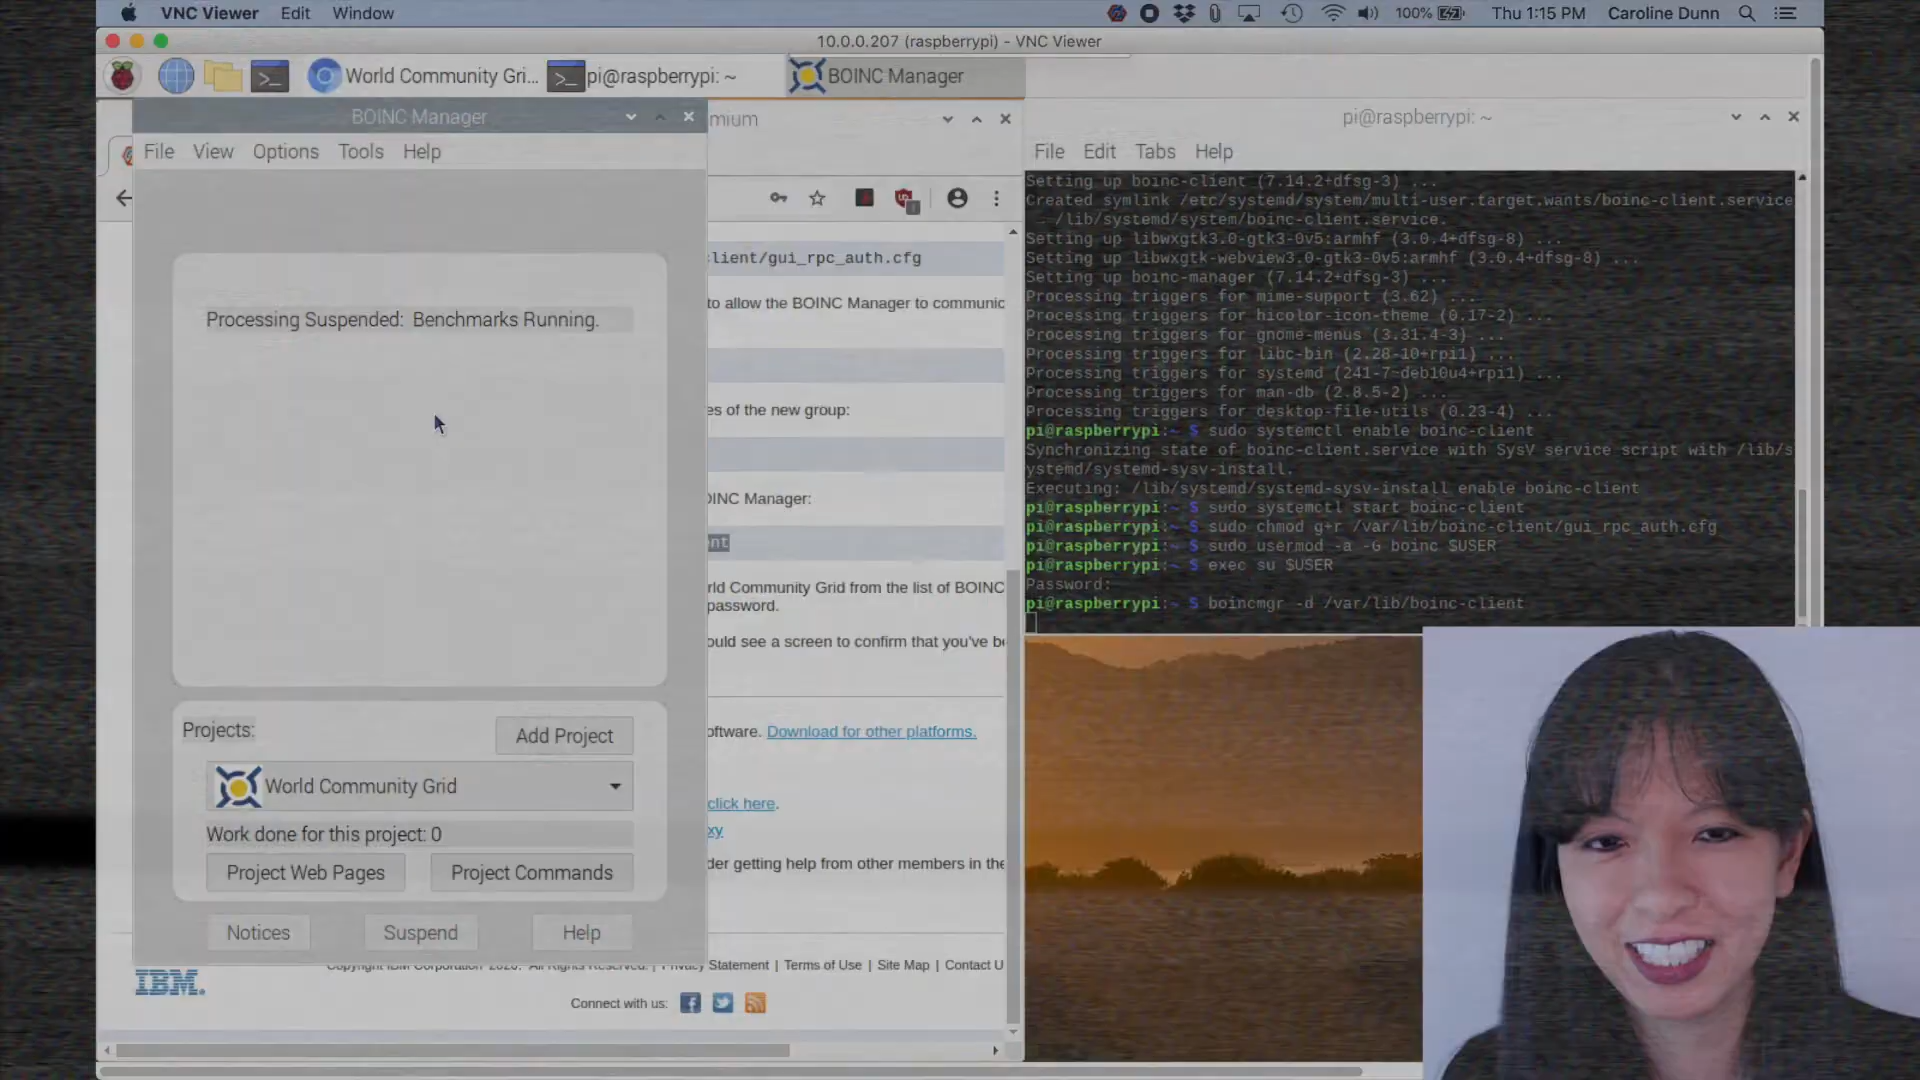 VNC Viewer Edit Window 100% Thu 1:15 PM Caroline Dunn
10.0.0.207 (raspberrypi) - VNC Viewer
World Community Gri... pi@raspberrypi: ~ BOINC Manager
BOINC Manager
File View Options Tools Help
Processing Suspended: Benchmarks Running.
Projects:
Add Project
World Community Grid
Work done for this project: 0
Project Web Pages Project Commands
Notices Suspend Help
mium
client/gui_rpc_auth.cfg
to allow the BOINC Manager to communic
es of the new group:
OINC Manager:
nt
rld Community Grid from the list of BOINC
password.
ould see a screen to confirm that you've be
oftware. Download for other platforms.
click here.
xy
der getting help from other members in the
Statement | Terms of Use | Site Map | Contact U
IBM.
Connect with us:
pi@raspberrypi: ~
File Edit Tabs Help
Setting up boinc-client (7.14.2+dfsg-3) ...
Created symlink /etc/systemd/system/multi-user.target.wants/boinc-client.service
→ /lib/systemd/system/boinc-client.service.
Setting up libwxgtk3.0-gtk3-0v5:armhf (3.0.4+dfsg-8) ...
Setting up libwxgtk-webview3.0-gtk3-0v5:armhf (3.0.4+dfsg-8) ...
Setting up boinc-manager (7.14.2+dfsg-3) ...
Processing triggers for mime-support (3.62) ...
Processing triggers for hicolor-icon-theme (0.17-2) ...
Processing triggers for gnome-menus (3.31.4-3) ...
Processing triggers for libc-bin (2.28-10+rpi1) ...
Processing triggers for systemd (241-7~deb10u4+rpi1) ...
Processing triggers for man-db (2.8.5-2) ...
Processing triggers for desktop-file-utils (0.23-4) ...
pi@raspberrypi:~ $ sudo systemctl enable boinc-client
Synchronizing state of boinc-client.service with SysV service script with /lib/s
ystemd/systemd-sysv-install.
Executing: /lib/systemd/systemd-sysv-install enable boinc-client
pi@raspberrypi:~ $ sudo systemctl start boinc-client
pi@raspberrypi:~ $ sudo chmod g+r /var/lib/boinc-client/gui_rpc_auth.cfg
pi@raspberrypi:~ $ sudo usermod -a -G boinc $USER
pi@raspberrypi:~ $ exec su $USER
Password:
pi@raspberrypi:~ $ boincmgr -d /var/lib/boinc-client